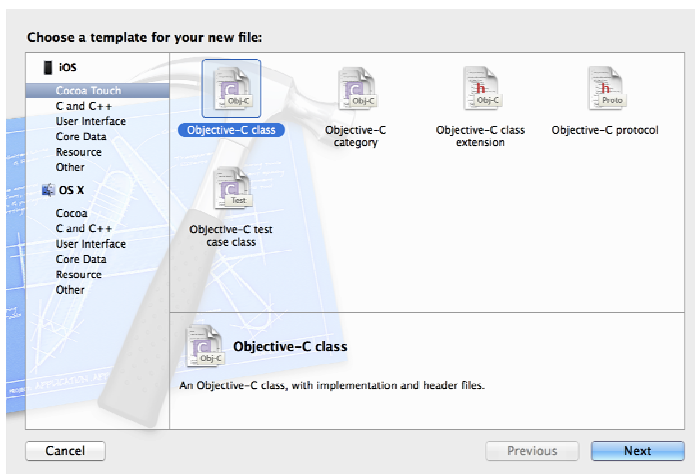 Choose a template for your new file:
iOS
Cocoa Touch
C and C++
User Interface
Core Data
Resource
Other
OS X
Cocoa
C and C++
User Interface
Core Data
Resource
Other
C
Obj-C
Objective-C class
C
Obj-C
Objective-C
category
h
Obj-C
Objective-C class
extension
h
Proto
Objective-C protocol
C
Test
Objective-C test
case class
C
Obj-C
Objective-C class
An Objective-C class, with implementation and header files.
Cancel
Previous
Next